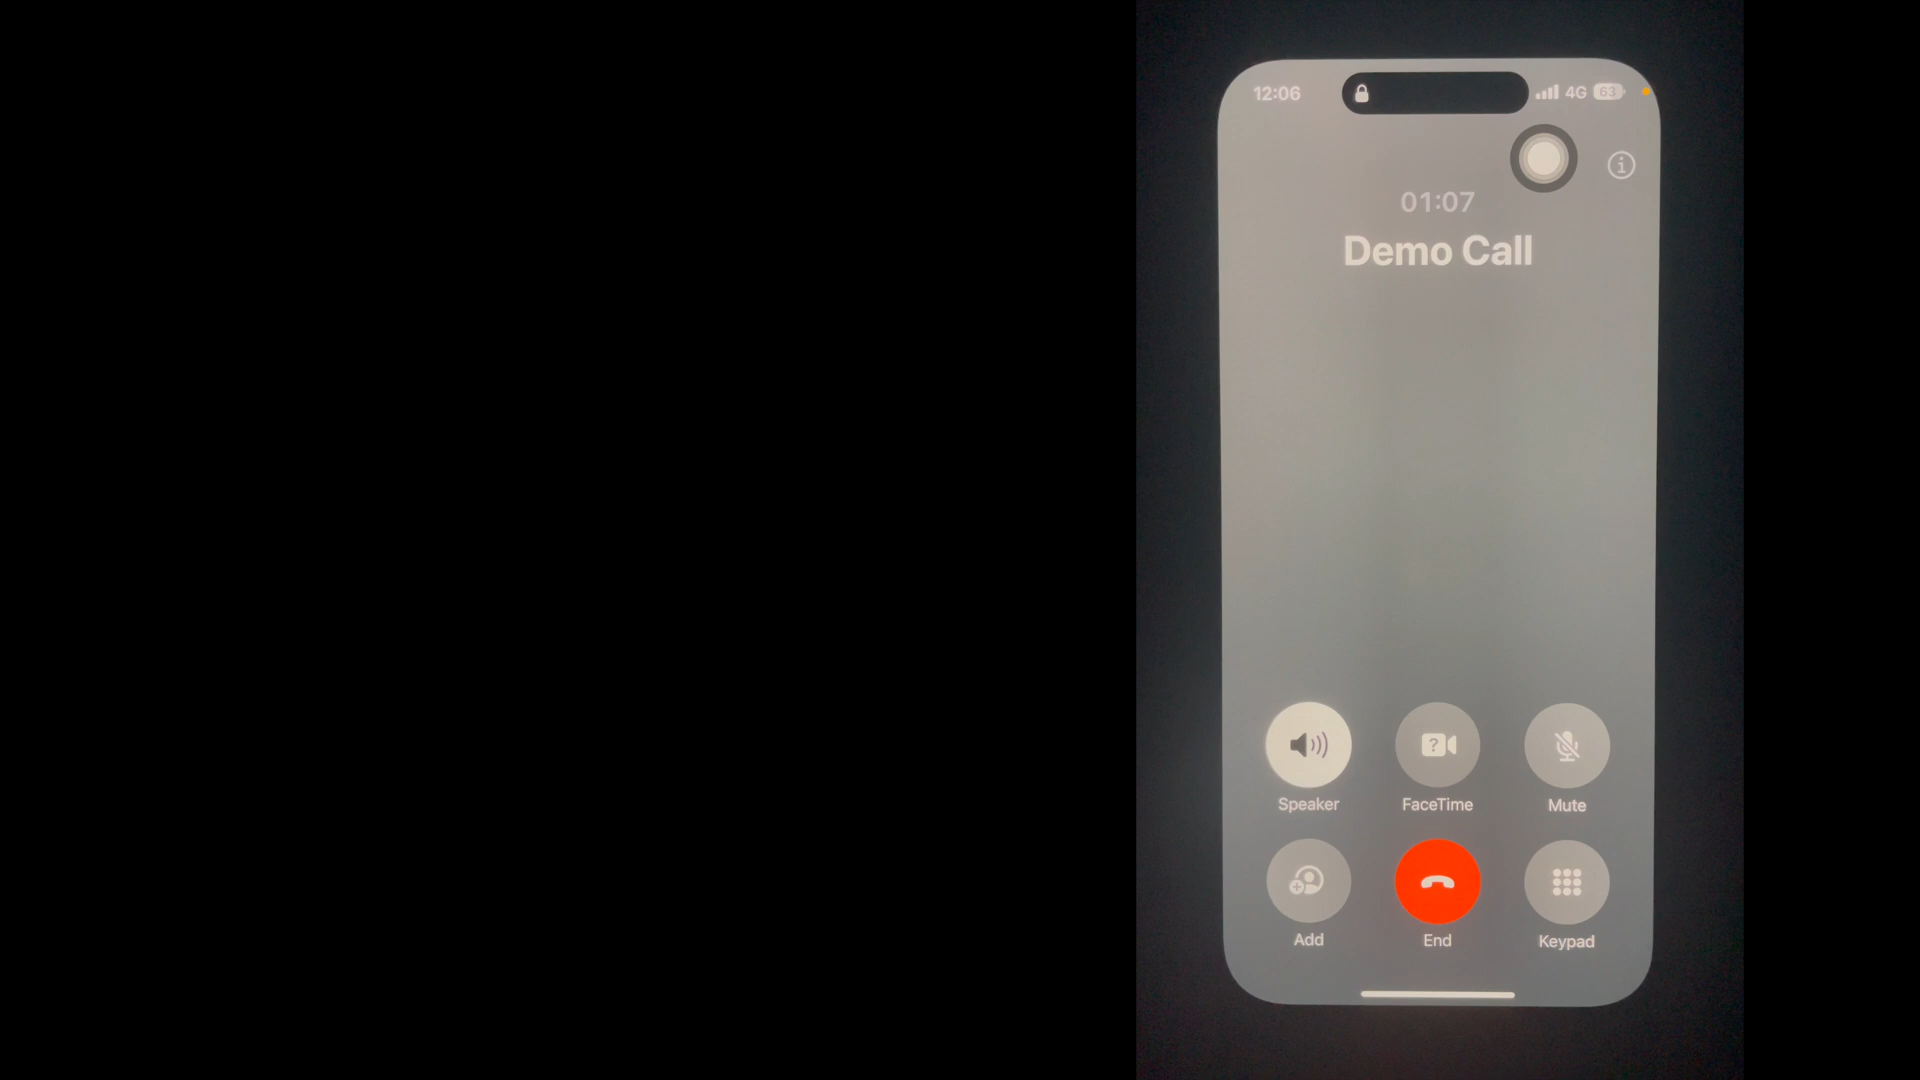 12:06 4G 63
01:07
Demo Call
Speaker FaceTime Mute
Add End Keypad